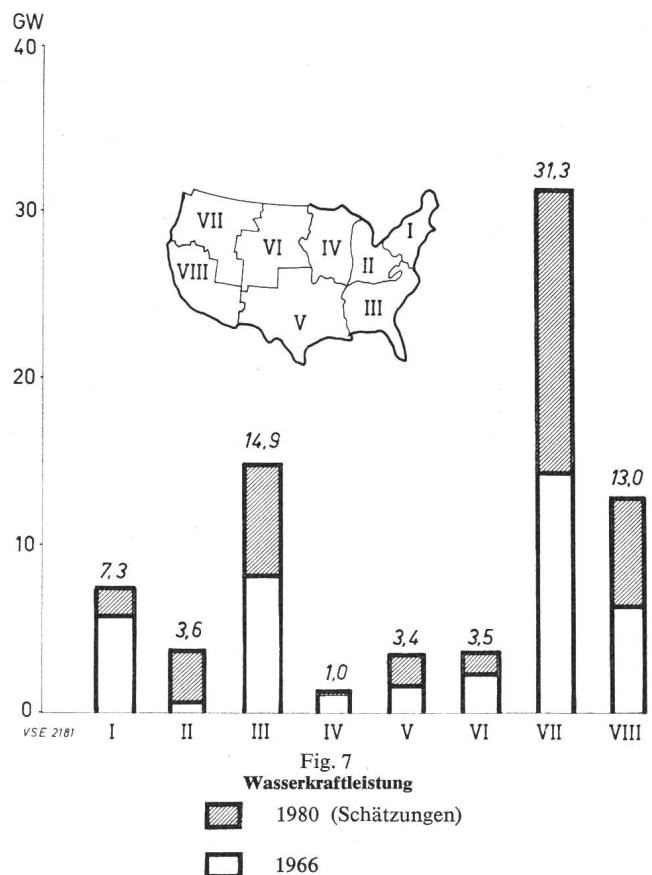 GW
40
30
20
10
0
31,3
14,9
13,0
7,3
3,6
1,0
3,4
3,5
VII
VI
IV
I
VIII
II
V
III
VSE 2181 I II III IV V VI VII VIII
Fig. 7
Wasserkraftleistung
1980 (Schätzungen)
1966